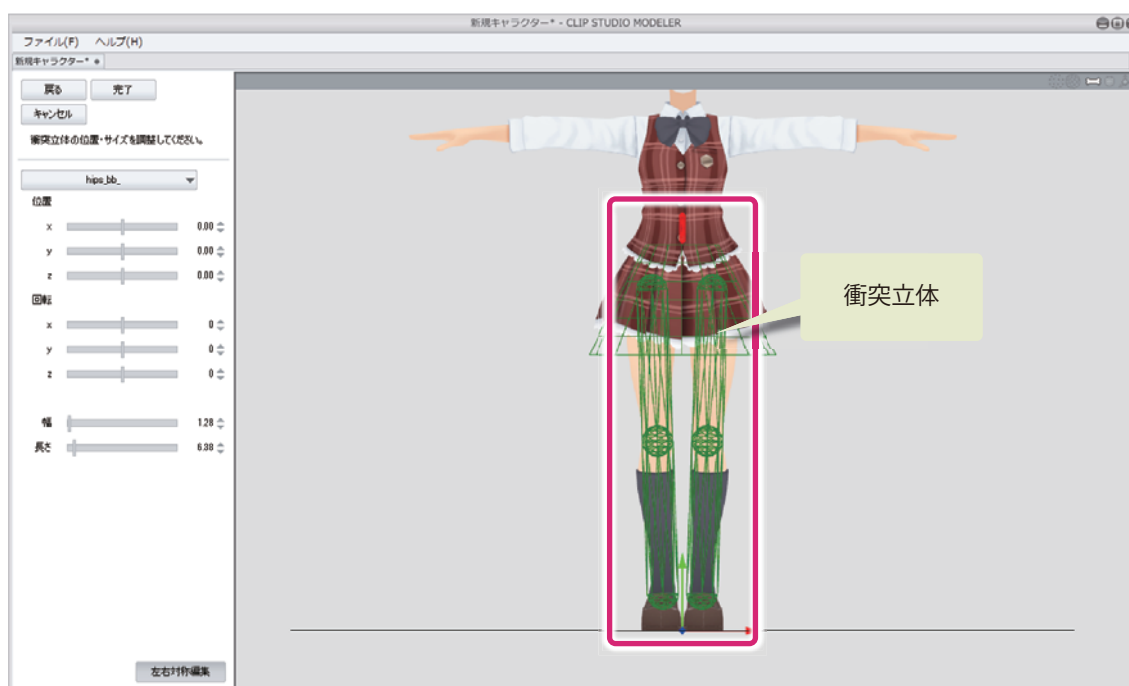 新規キャラクター* - CLIP STUDIO MODELER
ファイル(F) ヘルプ(H)
新規キャラクター*
戻る 完了
キャンセル
衝突立体の位置・サイズを調整してください。
hips_bb_
位置
x 0.00
y 0.00
z 0.00
回転
x 0
y 0
z 0
幅 1.28
長さ 6.38
衝突立体
左右対称編集